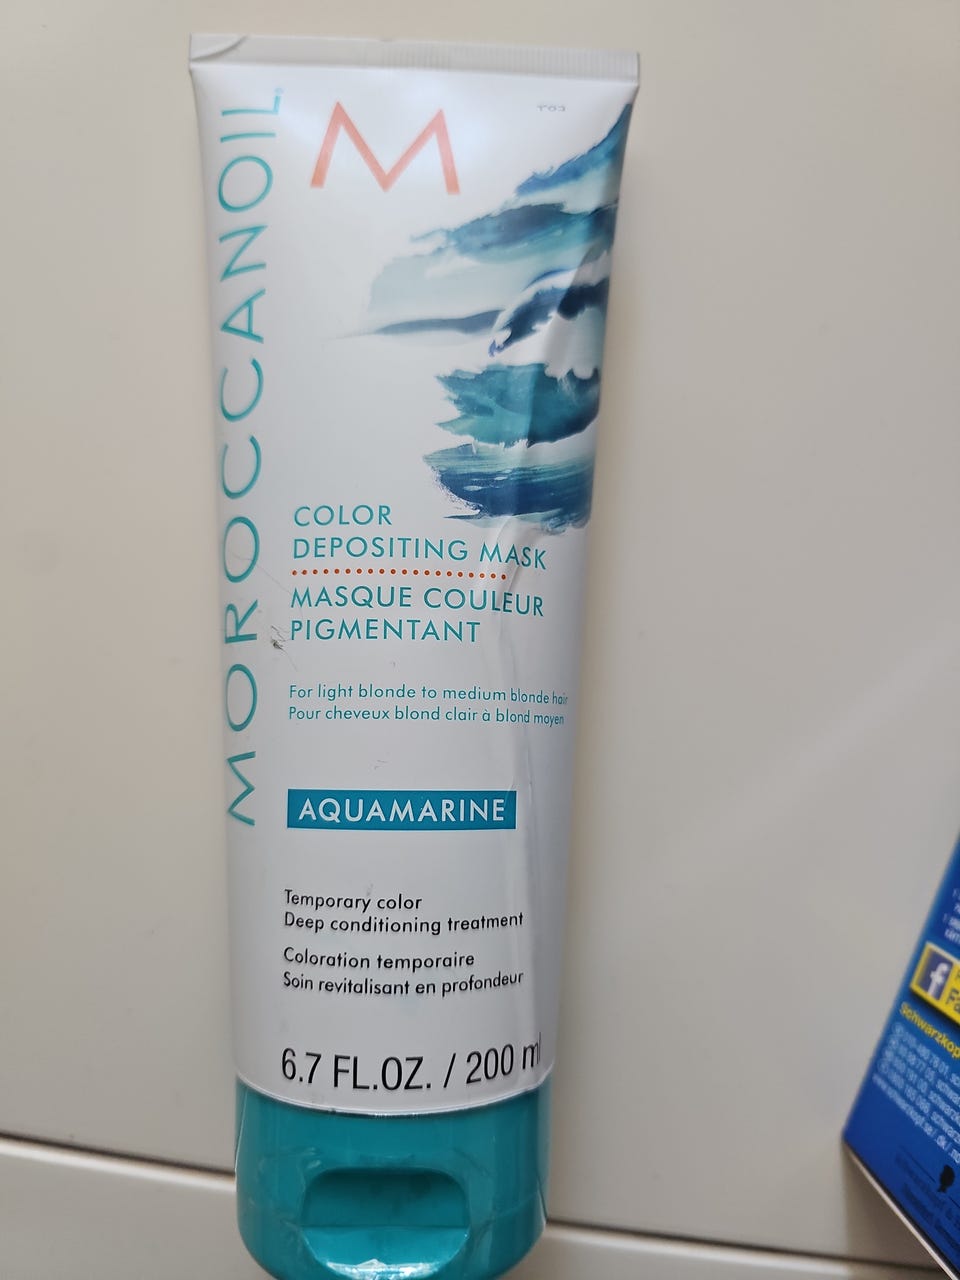 MOROCCANOIL
M
COLOR
DEPOSITING MASK
MASQUE COULEUR
PIGMENTANT
For light blonde to medium blonde hair
Pour cheveux blond clair à blond moyen
AQUAMARINE
Temporary color
Deep conditioning treatment
Coloration temporaire
Soin revitalisant en profondeur
6.7 FL.OZ. / 200 ml
f
Schwarzkop